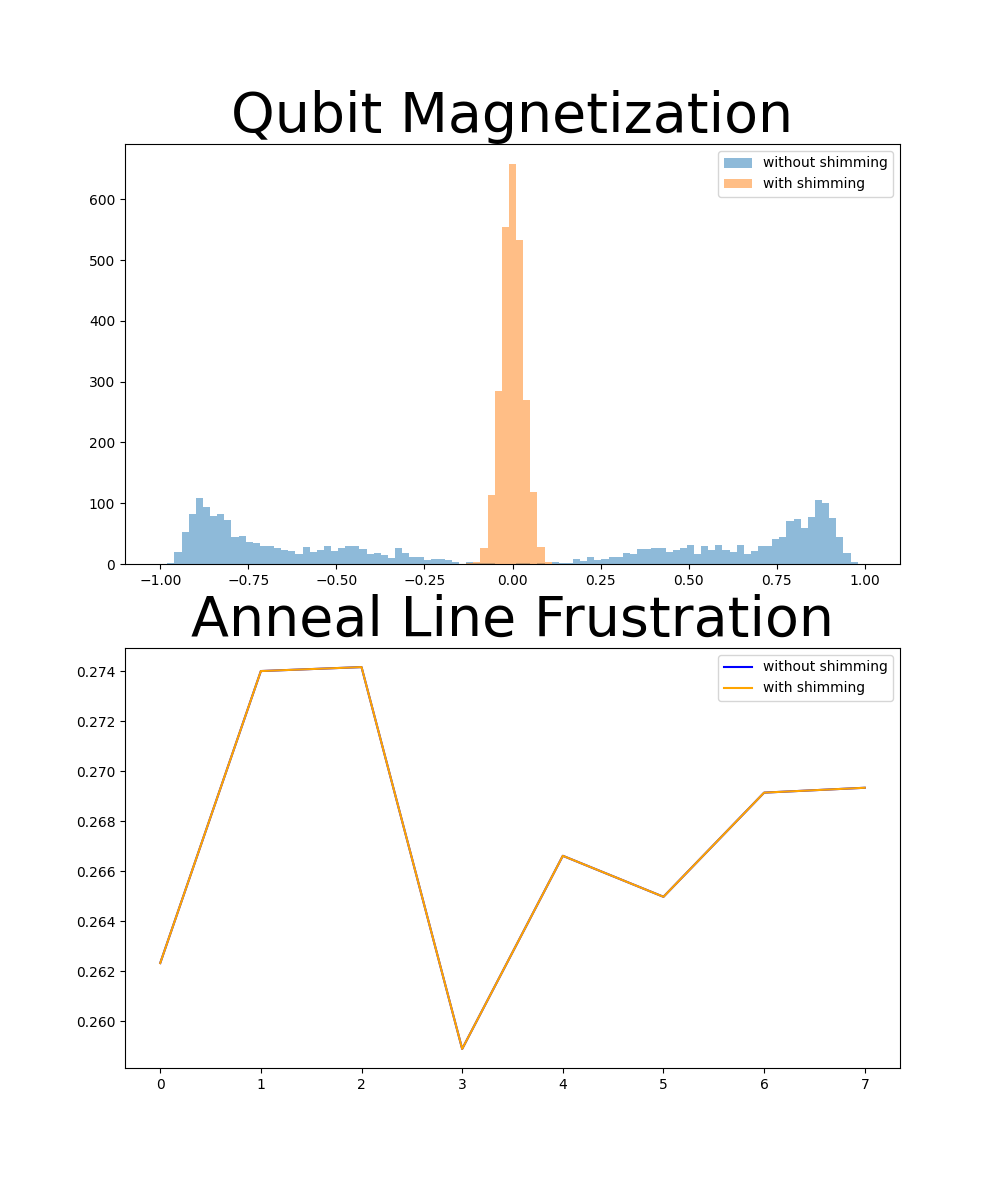 Qubit Magnetization
without shimming
with shimming
600
500
400
300
200
100
0
−1.00 −0.75 −0.50 −0.25 0.00 0.25 0.50 0.75 1.00
Anneal Line Frustration
without shimming
with shimming
0.274
0.272
0.270
0.268
0.266
0.264
0.262
0.260
0 1 2 3 4 5 6 7